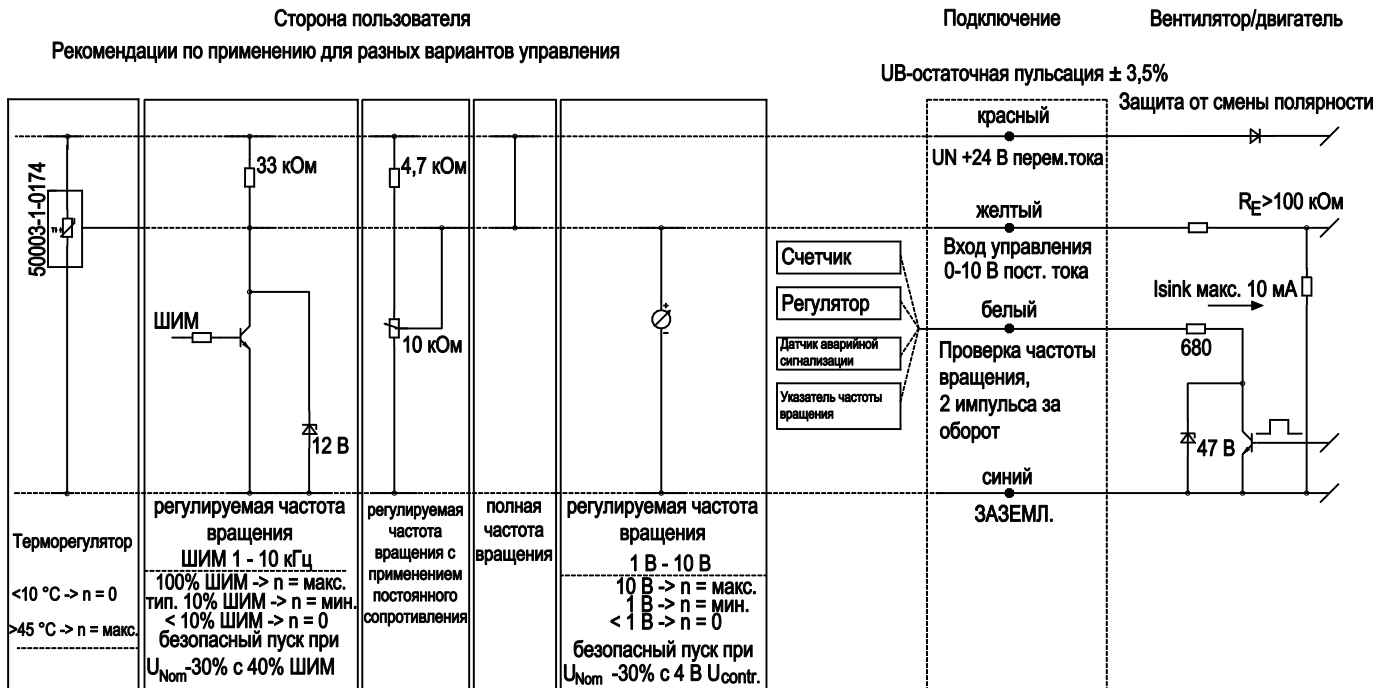 Сторона пользователя
Рекомендации по применению для разных вариантов управления
Подключение
Вентилятор/двигатель
UB-остаточная пульсация ± 3,5%
Защита от смены полярности
красный
UN +24 В перем.тока
50003-1-0174
33 кОм
4,7 кОм
желтый
RE>100 кОм
Вход управления
0-10 В пост. тока
Счетчик
Регулятор
Датчик аварийной
сигнализации
Указатель частоты
вращения
Isink макс. 10 мА
белый
680
Проверка частоты
вращения,
2 импульса за
оборот
ШИМ
10 кОм
+
-
12 В
47 В
синий
ЗАЗЕМЛ.
Терморегулятор
<10 °C -> n = 0
>45 °C -> n = макс.
регулируемая частота
вращения
ШИМ 1 - 10 кГц
100% ШИМ -> n = макс.
тип. 10% ШИМ -> n = мин.
< 10% ШИМ -> n = 0
безопасный пуск при
UNom-30% с 40% ШИМ
регулируемая
частота
вращения с
применением
постоянного
сопротивления
полная
частота
вращения
регулируемая частота
вращения
1 В - 10 В
10 В -> n = макс.
1 В -> n = мин.
< 1 В -> n = 0
безопасный пуск при
UNom -30% с 4 В Ucontr.